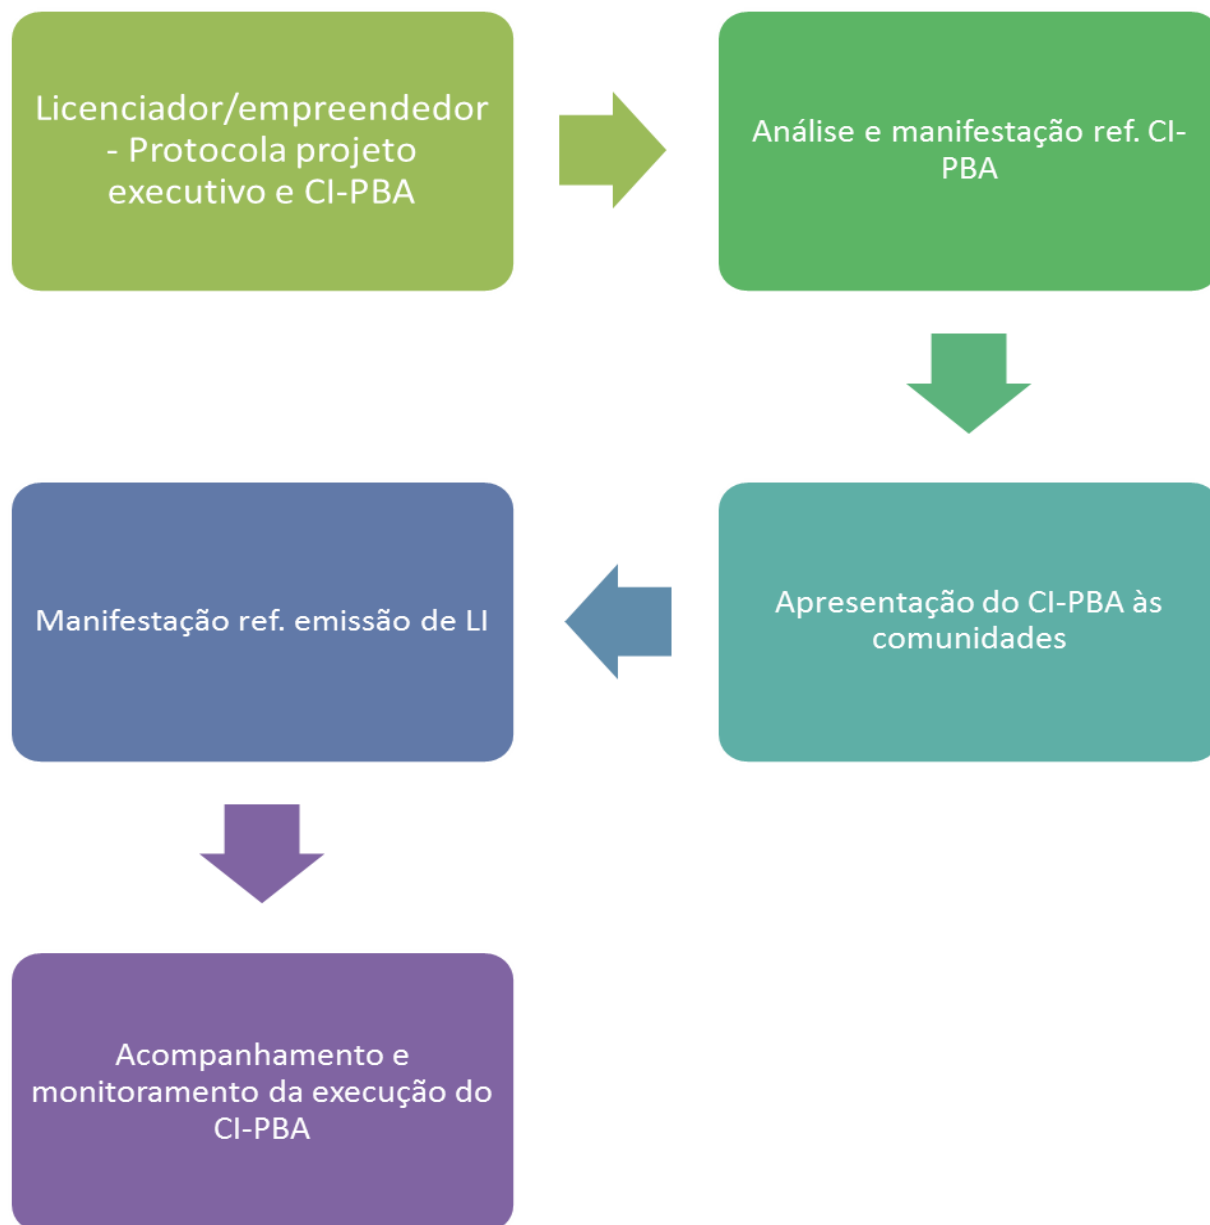 Licenciador/empreendedor
- Protocola projeto
executivo e CI-PBA
Análise e manifestação ref. CI-
PBA
Apresentação do CI-PBA às
comunidades
Manifestação ref. emissão de LI
Acompanhamento e
monitoramento da execução do
CI-PBA